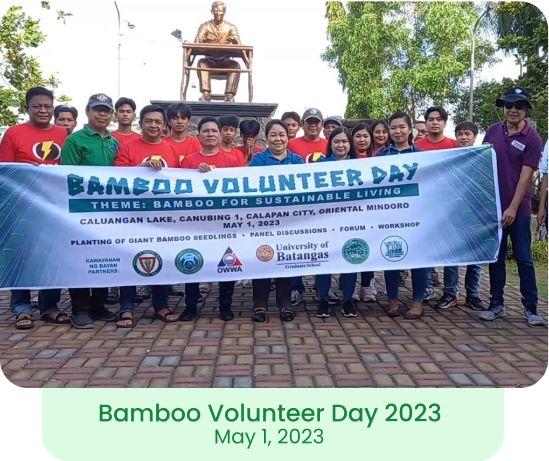 BAMBOO VOLUNTEER DAY
THEME: BAMBOO FOR SUSTAINABLE LIVING
CALUANGAN LAKE, CANUBING 1, CALAPAN CITY, ORIENTAL MINDORO
MAY 1, 2023
PLANTING OF GIANT BAMBOO SEEDLINGS • PANEL DISCUSSIONS • FORUM • WORKSHOP
KAWAYANAN
NG BAYAN
PARTNERS:
OWWA
University of
Batangas
Graduate School
Bamboo Volunteer Day 2023
May 1, 2023